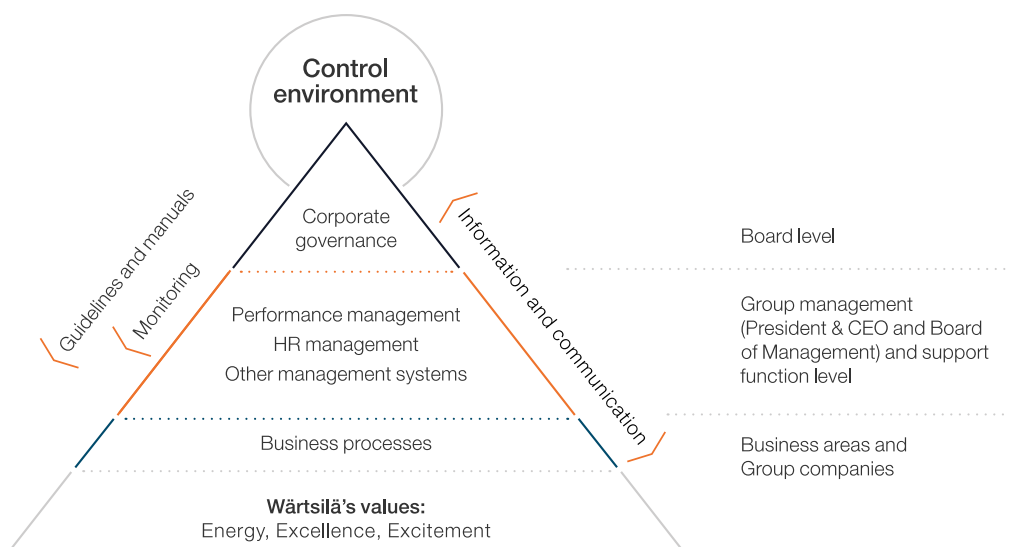 Control
environment
Corporate
governance
Guidelines and manuals
Monitoring
Information and communication
Performance management
HR management
Other management systems
Business processes
Wärtsilä’s values:
Energy, Excellence, Excitement
Board level
Group management
(President & CEO and Board
of Management) and support
function level
Business areas and
Group companies